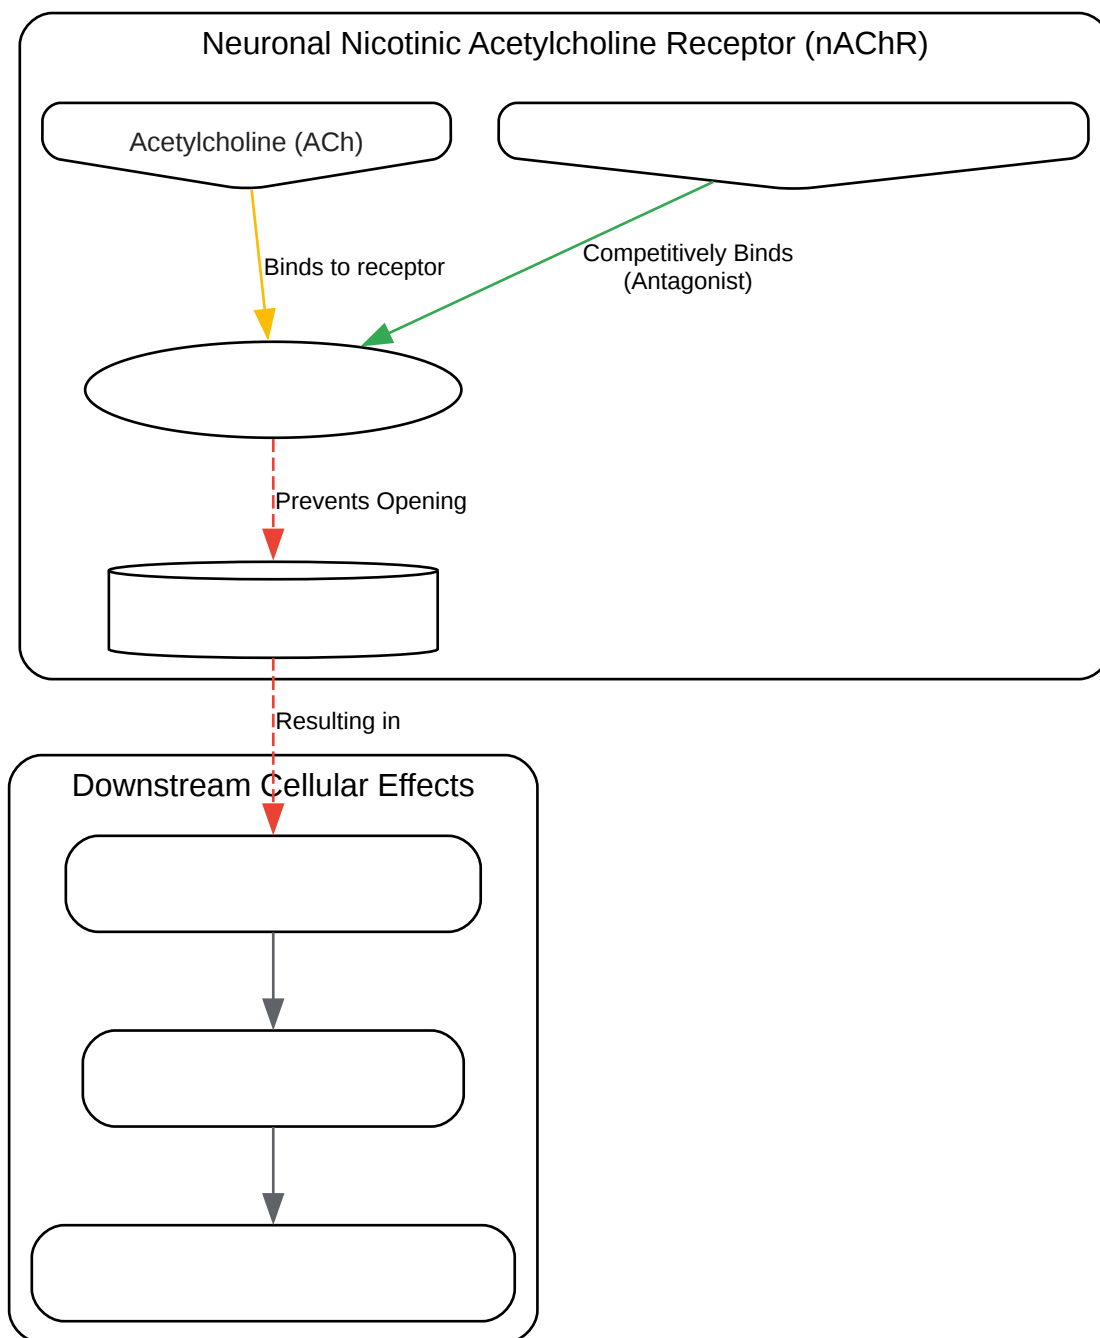 Neuronal Nicotinic Acetylcholine Receptor (nAChR)
Acetylcholine (ACh)
Binds to receptor
Competitively Binds
(Antagonist)
Prevents Opening
Resulting in
Downstream Cellular Effects